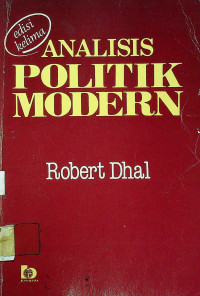 edisi
kelima
ANALISIS
POLITIK
MODERN
Robert Dhal